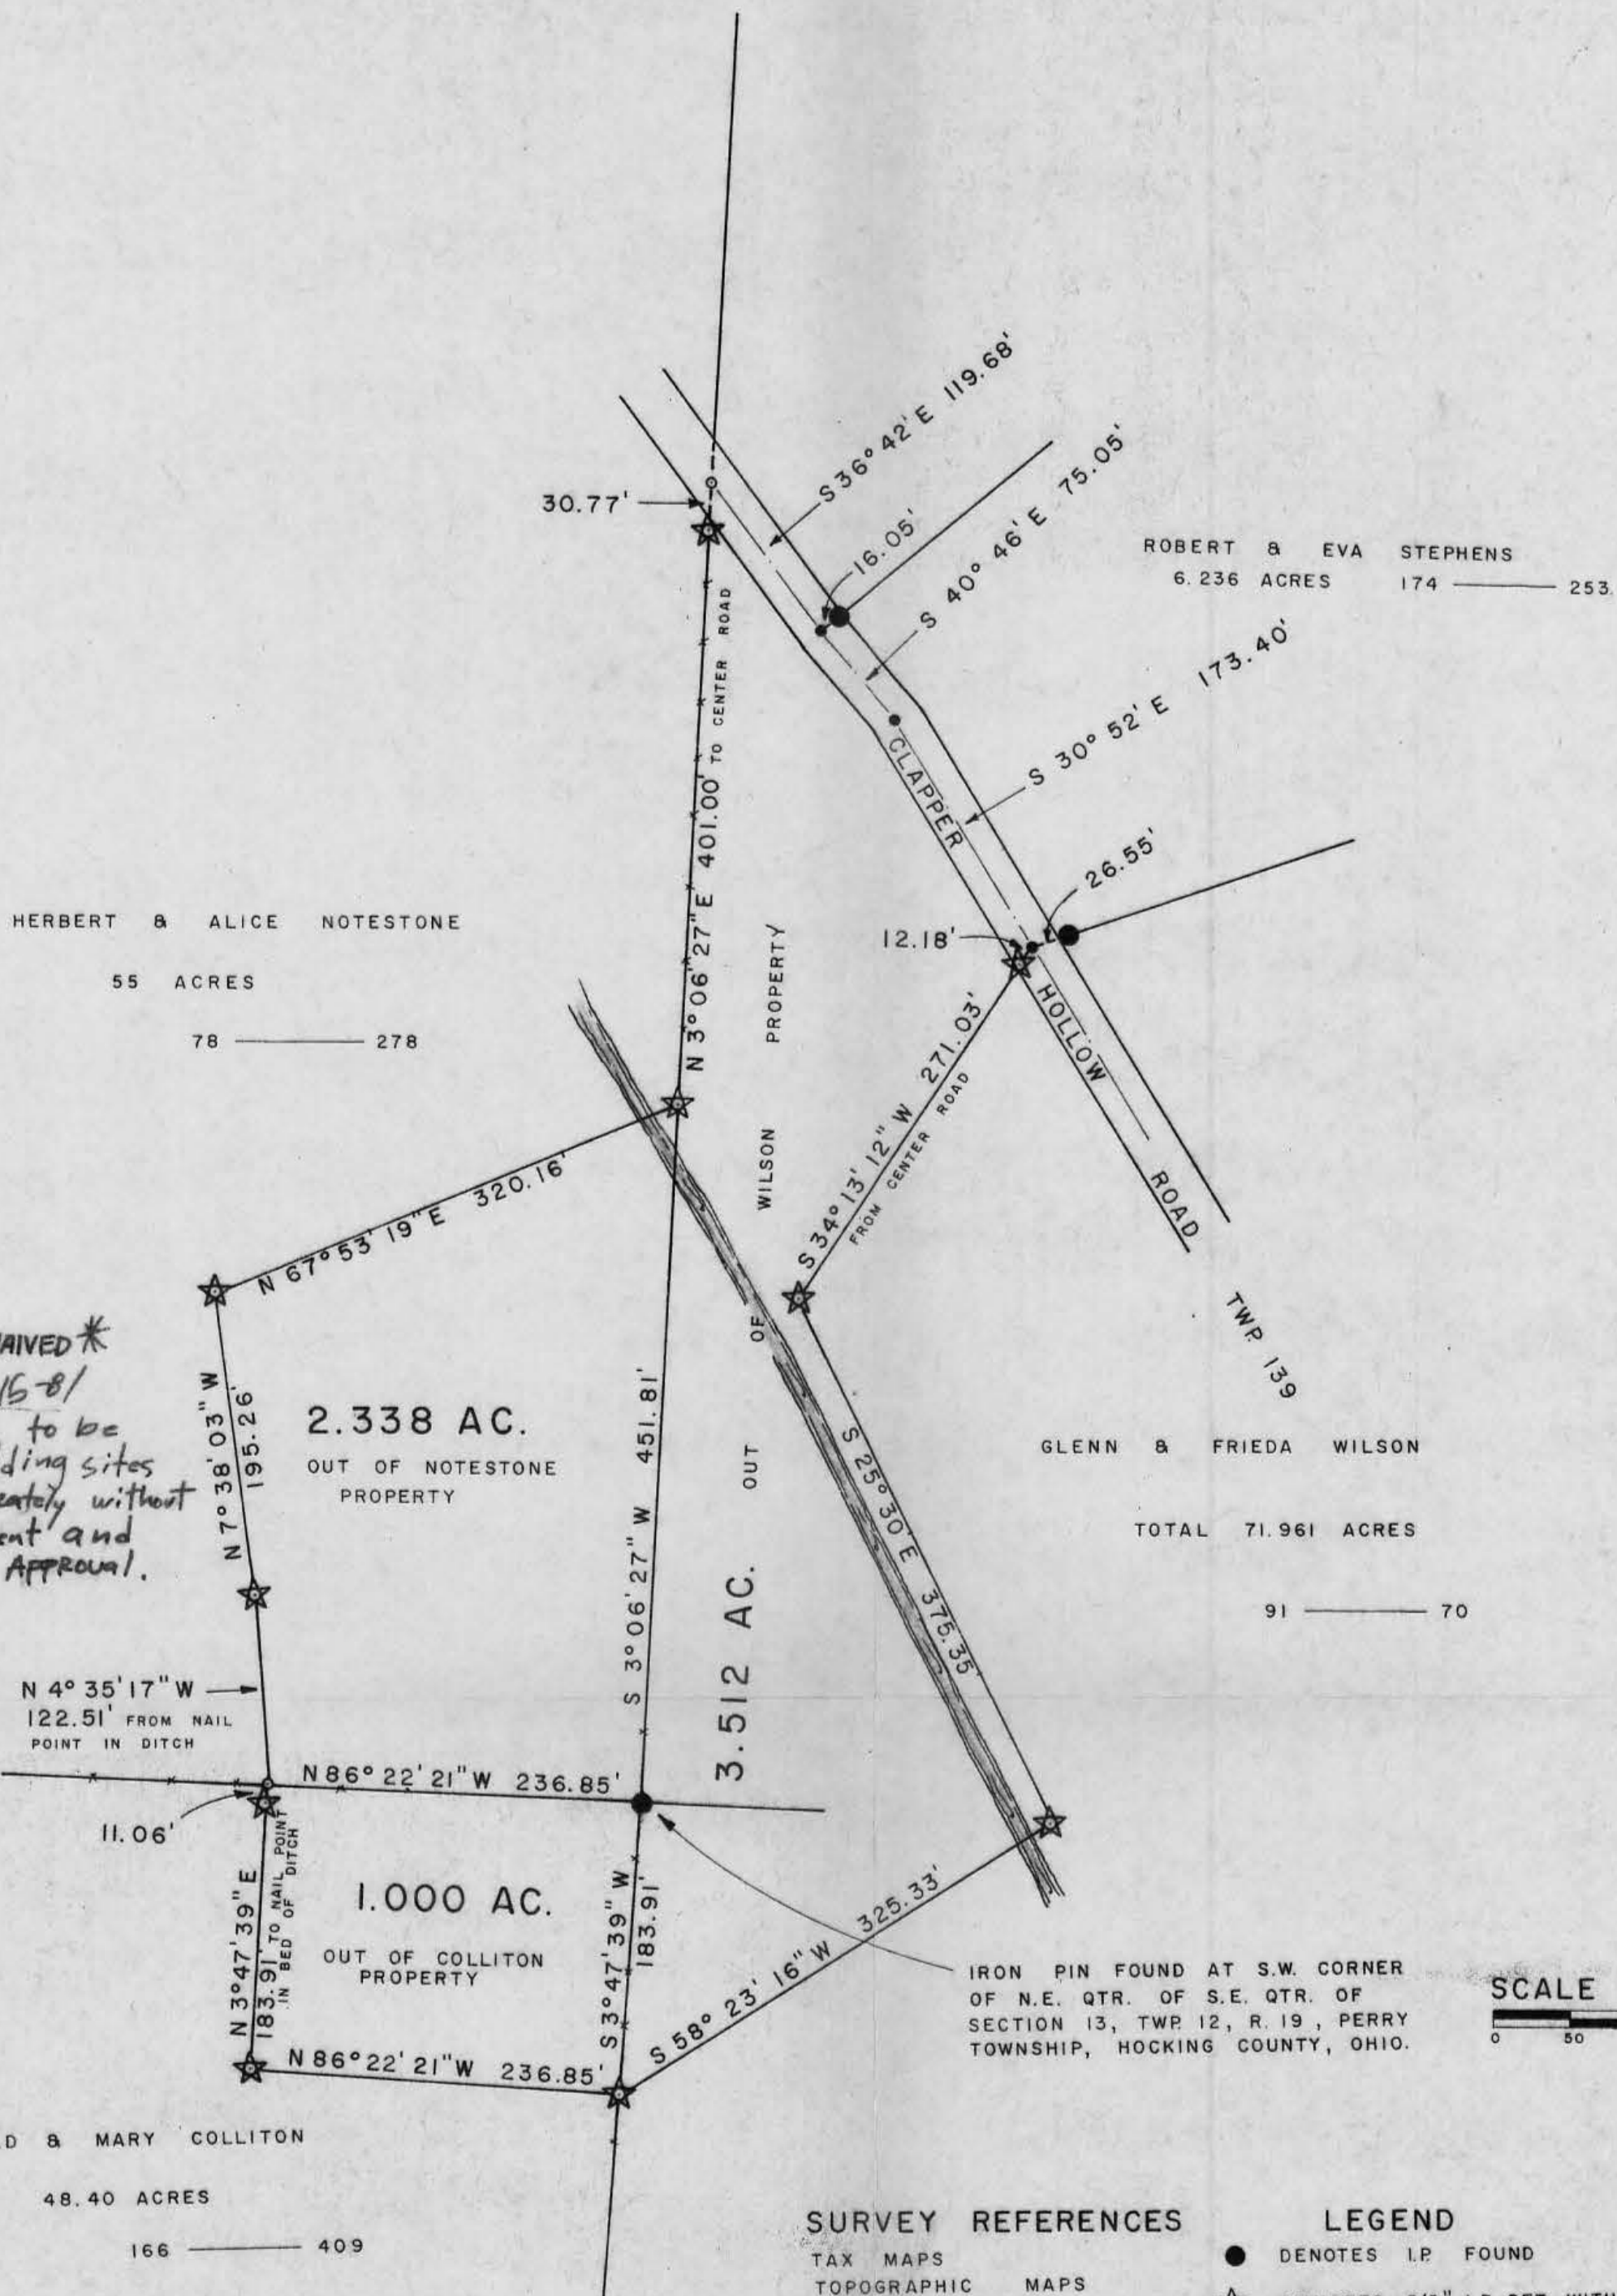 S 36° 42' E 119.68'
30.77'
16.05'
S 40° 46' E 75.05'
ROBERT & EVA STEPHENS
6.236 ACRES 174 ——— 253
TO CENTER ROAD
S 30° 52' E 173.40'
CLAPPER
HOLLOW
ROAD
TWP. 139
26.55'
12.18'
N 3° 06' 27" E 401.00'
HERBERT & ALICE NOTESTONE
55 ACRES
78 ——— 278
S 34° 13' 12" W 271.03'
FROM CENTER ROAD
OUT OF WILSON PROPERTY
3.512 AC.
N 67° 53' 19" E 320.16'
15-81
to be
sites
without
and
APPROVAL.
N 7° 38' 03" W
195.26'
2.338 AC.
OUT OF NOTESTONE
PROPERTY
S 3° 06' 27" W 451.81'
S 25° 30' E 375.35'
GLENN & FRIEDA WILSON
TOTAL 71.961 ACRES
91 ——— 70
N 4° 35' 17" W
122.51' FROM NAIL
POINT IN DITCH
N 86° 22' 21" W 236.85'
11.06'
N 3° 47' 39" E
183.91' TO NAIL POINT
IN BED OF DITCH
1.000 AC.
OUT OF COLLITON
PROPERTY
S 3° 47' 39" W
183.91'
S 58° 23' 16" W 325.33'
N 86° 22' 21" W 236.85'
IRON PIN FOUND AT S.W. CORNER
OF N.E. QTR. OF S.E. QTR. OF
SECTION 13, TWP. 12, R. 19, PERRY
TOWNSHIP, HOCKING COUNTY, OHIO.
SCALE
0 50
& MARY COLLITON
48.40 ACRES
166 ——— 409
SURVEY REFERENCES
TAX MAPS
TOPOGRAPHIC MAPS
LEGEND
DENOTES I.P. FOUND